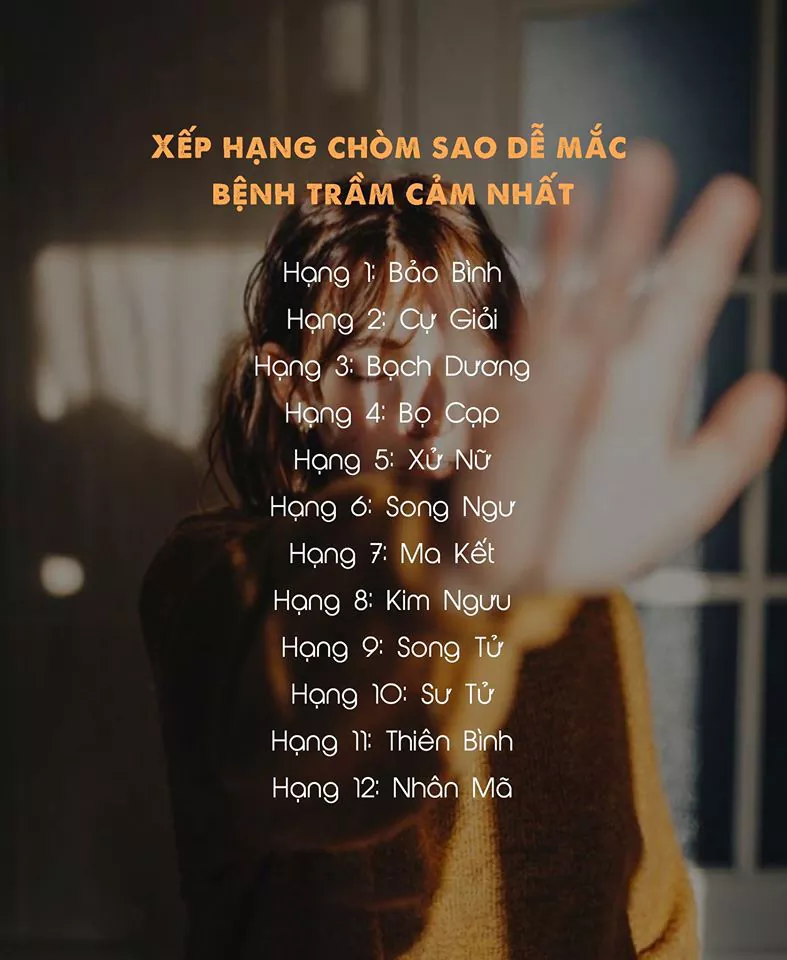 XẾP HẠNG CHÒM SAO DỄ MẮC
BỆNH TRẦM CẢM NHẤT
Hạng 1: Bảo Bình
Hạng 2: Cự Giải
Hạng 3: Bạch Dương
Hạng 4: Bọ Cạp
Hạng 5: Xử Nữ
Hạng 6: Song Ngư
Hạng 7: Ma Kết
Hạng 8: Kim Ngưu
Hạng 9: Song Tử
Hạng 10: Sư Tử
Hạng 11: Thiên Bình
Hạng 12: Nhân Mã